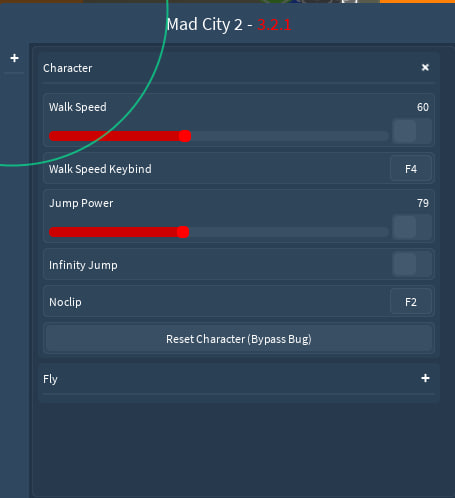 Mad City 2 - 3.2.1
+
Character ×
Walk Speed 60
Walk Speed Keybind F4
Jump Power 79
Infinity Jump
Noclip F2
Reset Character (Bypass Bug)
Fly +